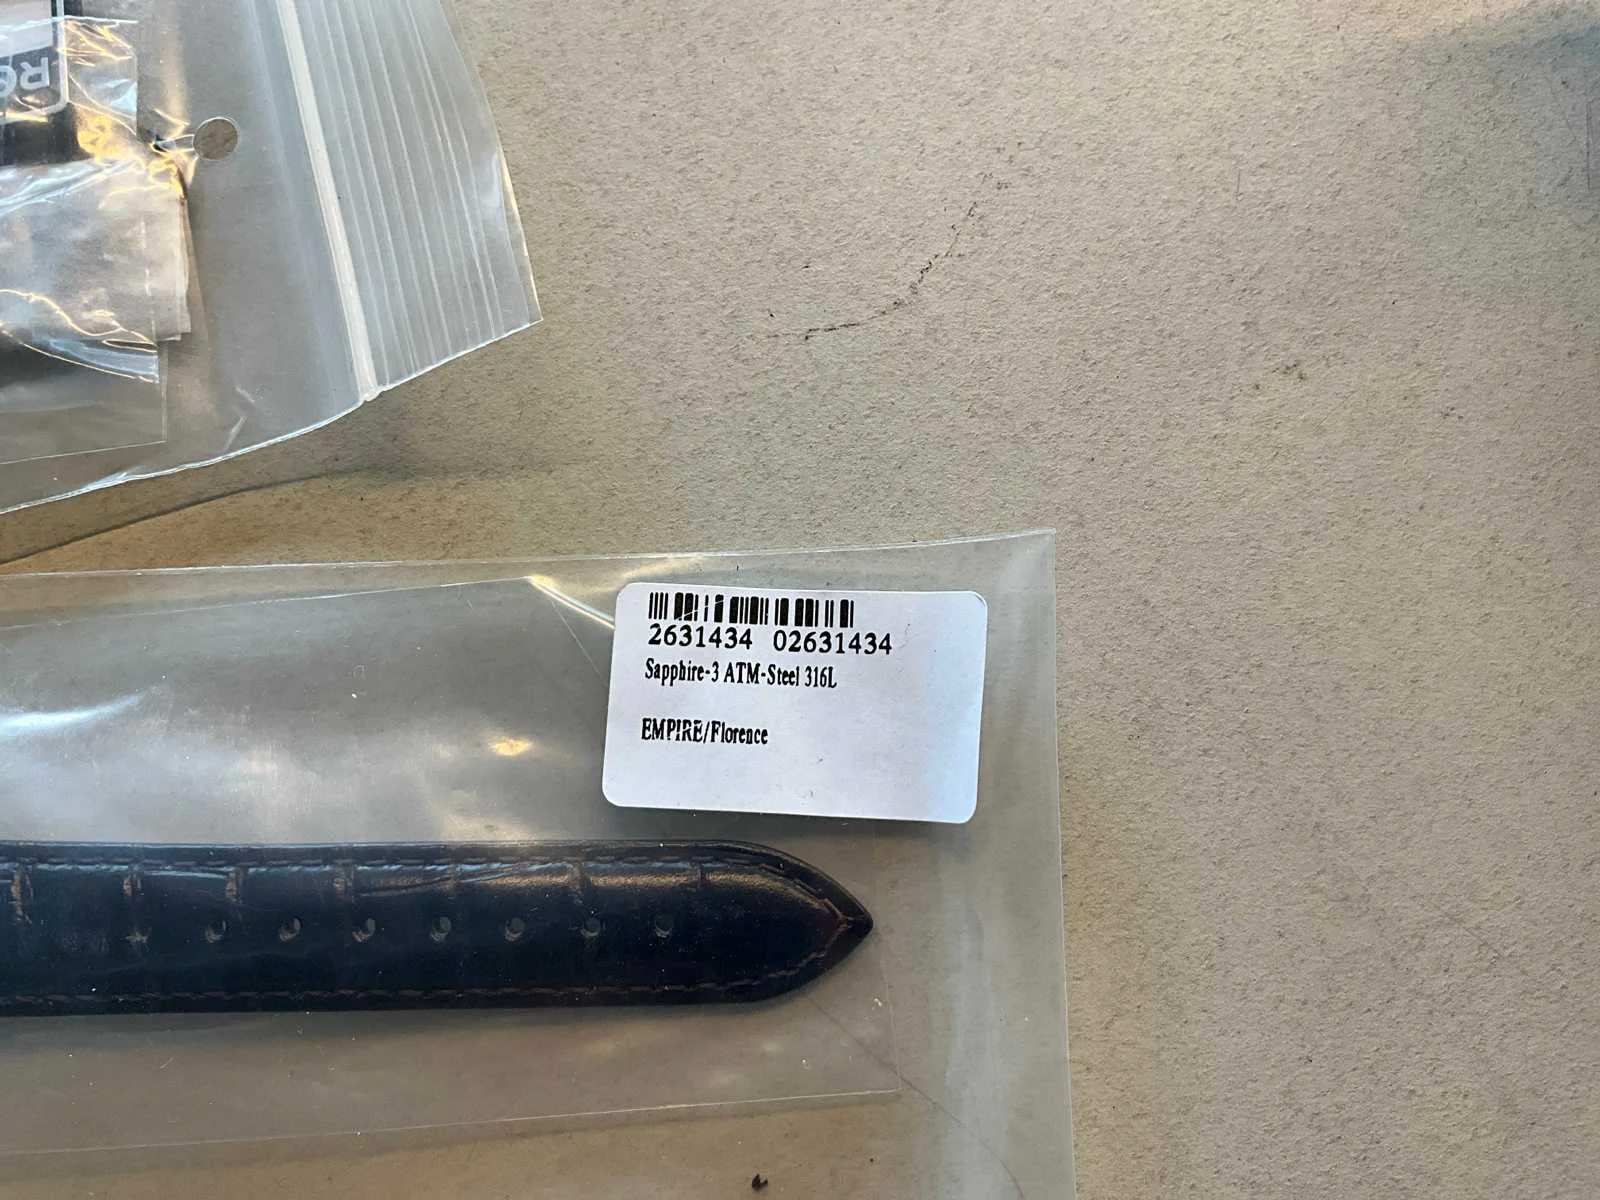 2631434 02631434
Sapphire-3 ATM-Steel 316L
EMPIRE/Florence